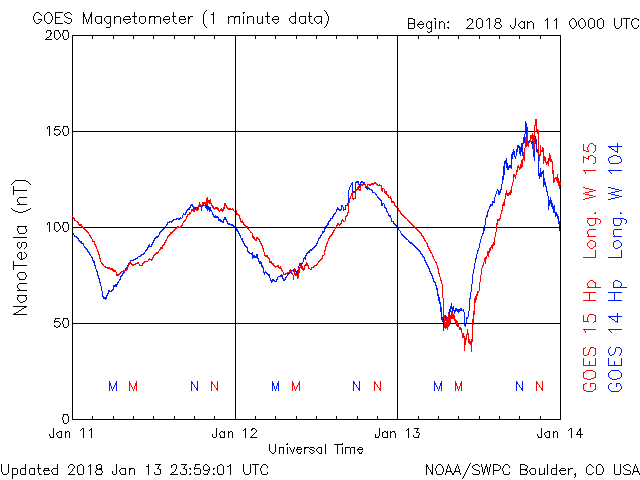 GOES Magnetometer (1 minute data)
Begin: 2018 Jan 11 0000 UTC
200
150
100
50
0
NanoTesla (nT)
M M N N M M N N M M N N
Jan 11 Jan 12 Jan 13 Jan 14
Universal Time
GOES 15 Hp Long. W 135
GOES 14 Hp Long. W 104
Updated 2018 Jan 13 23:59:01 UTC
NOAA/SWPC Boulder, CO USA